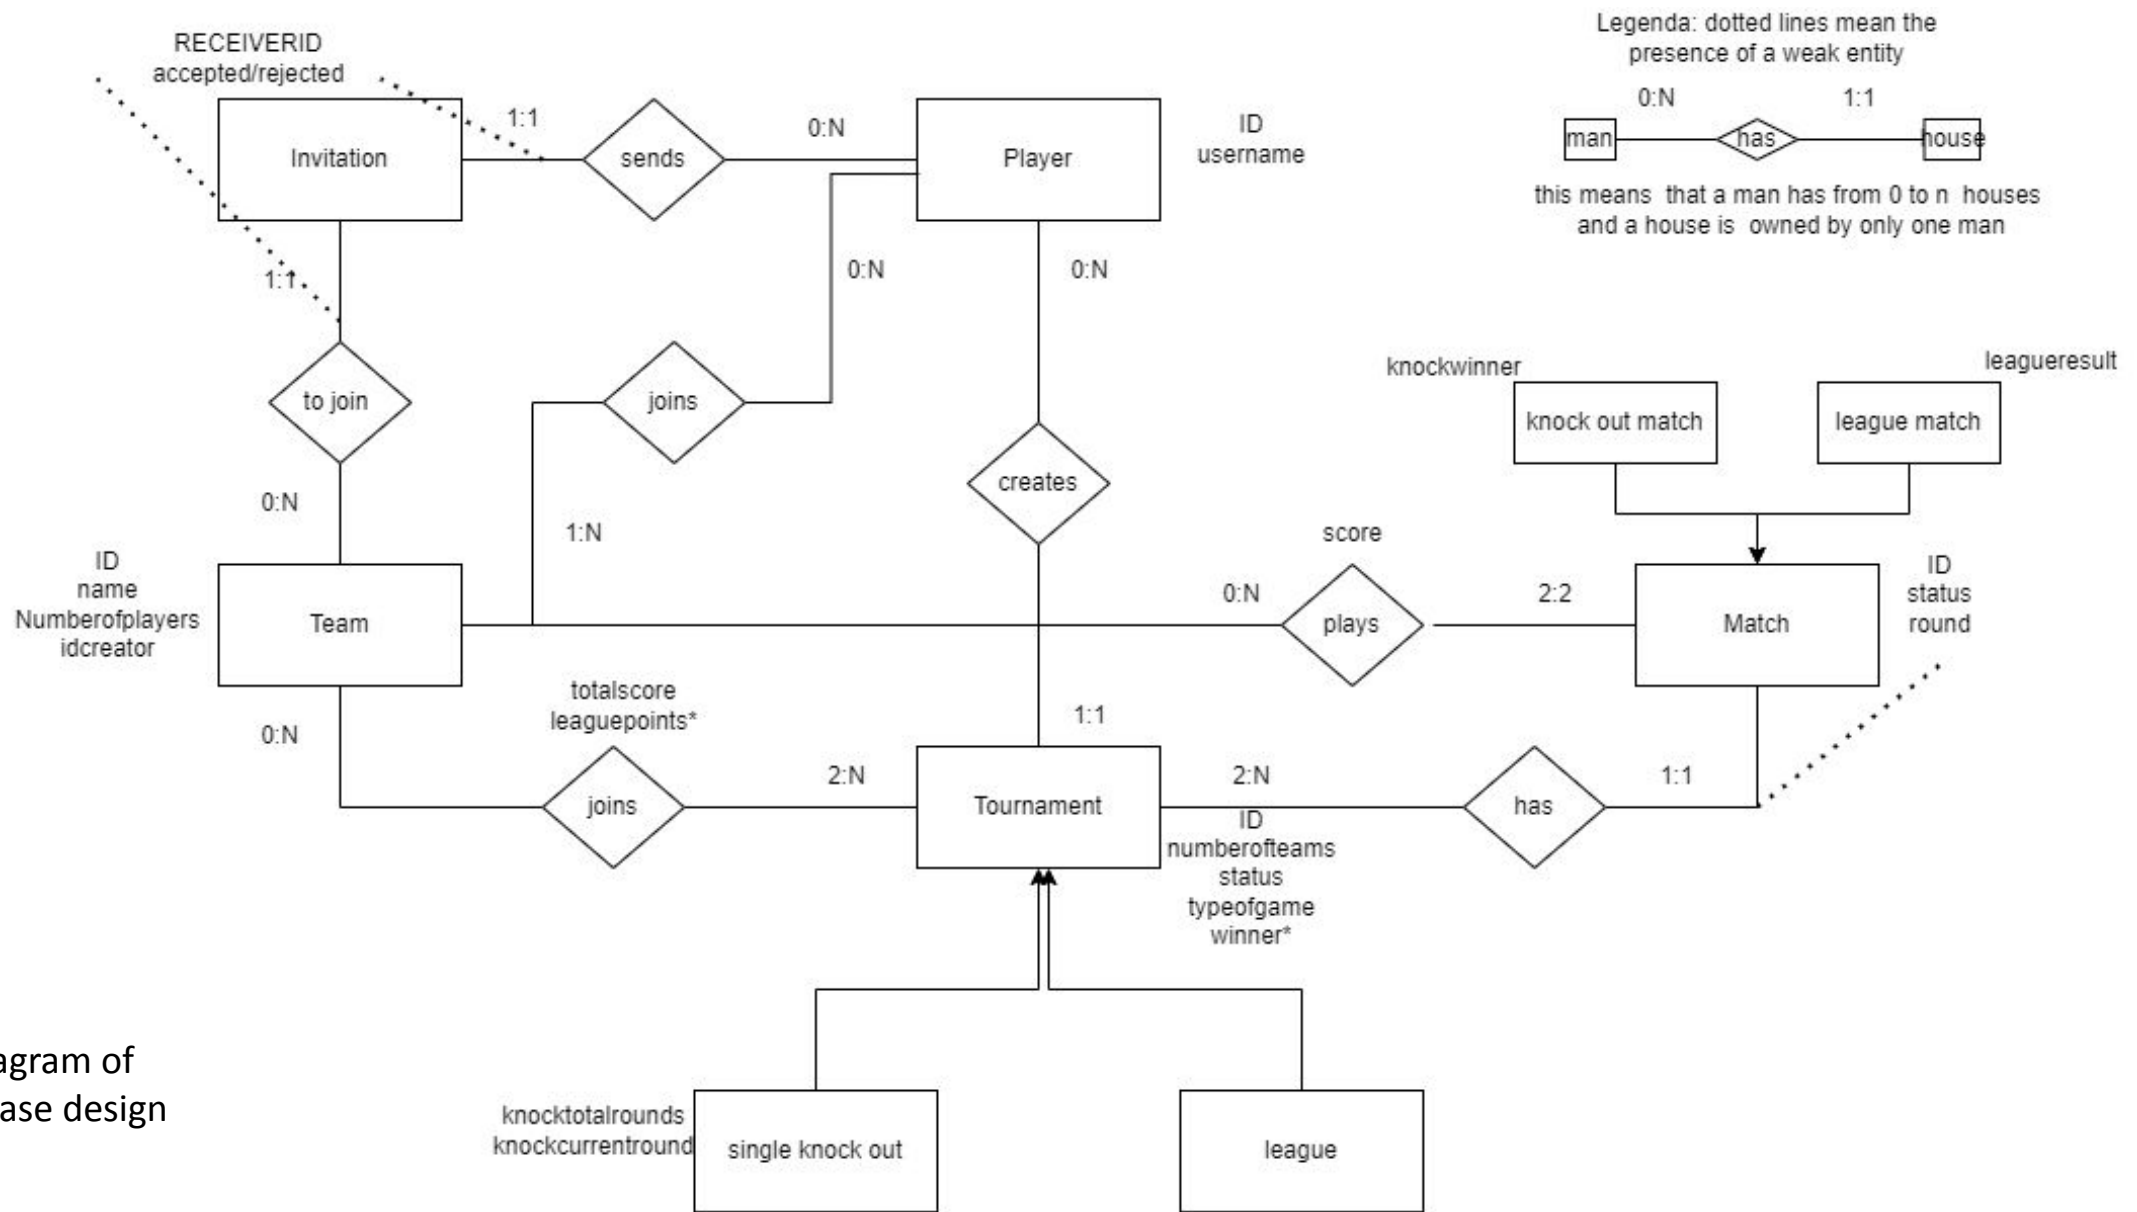 Legenda: dotted lines mean the
presence of a weak entity
0:N
1:1
man
has
house
this means that a man has from 0 to n houses
and a house is owned by only one man
RECEIVERID
accepted/rejected
Invitation
1:1
sends
0:N
Player
ID
username
1:1
0:N
0:N
to join
joins
creates
knockwinner
leagueresult
knock out match
league match
0:N
1:N
score
ID
name
Numberofplayers
idcreator
Team
0:N
plays
2:2
Match
ID
status
round
totalscore
leaguepoints*
0:N
joins
2:N
1:1
Tournament
2:N
has
1:1
ID
numberofteams
status
typeofgame
winner*
agram of
ase design
knocktotalrounds
knockcurrentround
single knock out
league